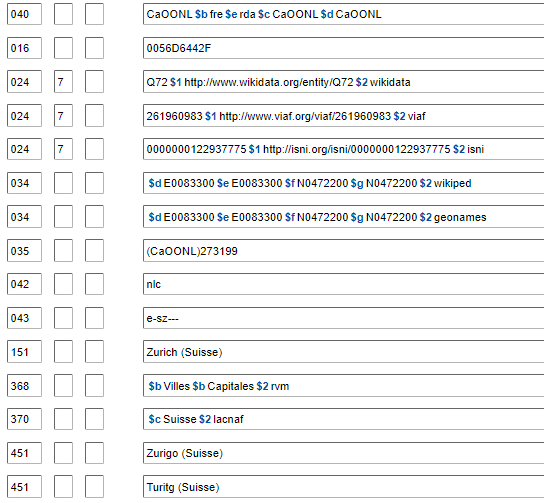 040 CaOONL $b fre $e rda $c CaOONL $d CaOONL
016 0056D6442F
024 7 Q72 $1 http://www.wikidata.org/entity/Q72 $2 wikidata
024 7 261960983 $1 http://www.viaf.org/viaf/261960983 $2 viaf
024 7 0000000122937775 $1 http://isni.org/isni/0000000122937775 $2 isni
034 $d E0083300 $e E0083300 $f N0472200 $g N0472200 $2 wikiped
034 $d E0083300 $e E0083300 $f N0472200 $g N0472200 $2 geonames
035 (CaOONL)273199
042 nlc
043 e-sz---
151 Zurich (Suisse)
368 $b Villes $b Capitales $2 rvm
370 $c Suisse $2 lacnaf
451 Zurigo (Suisse)
451 Turitg (Suisse)